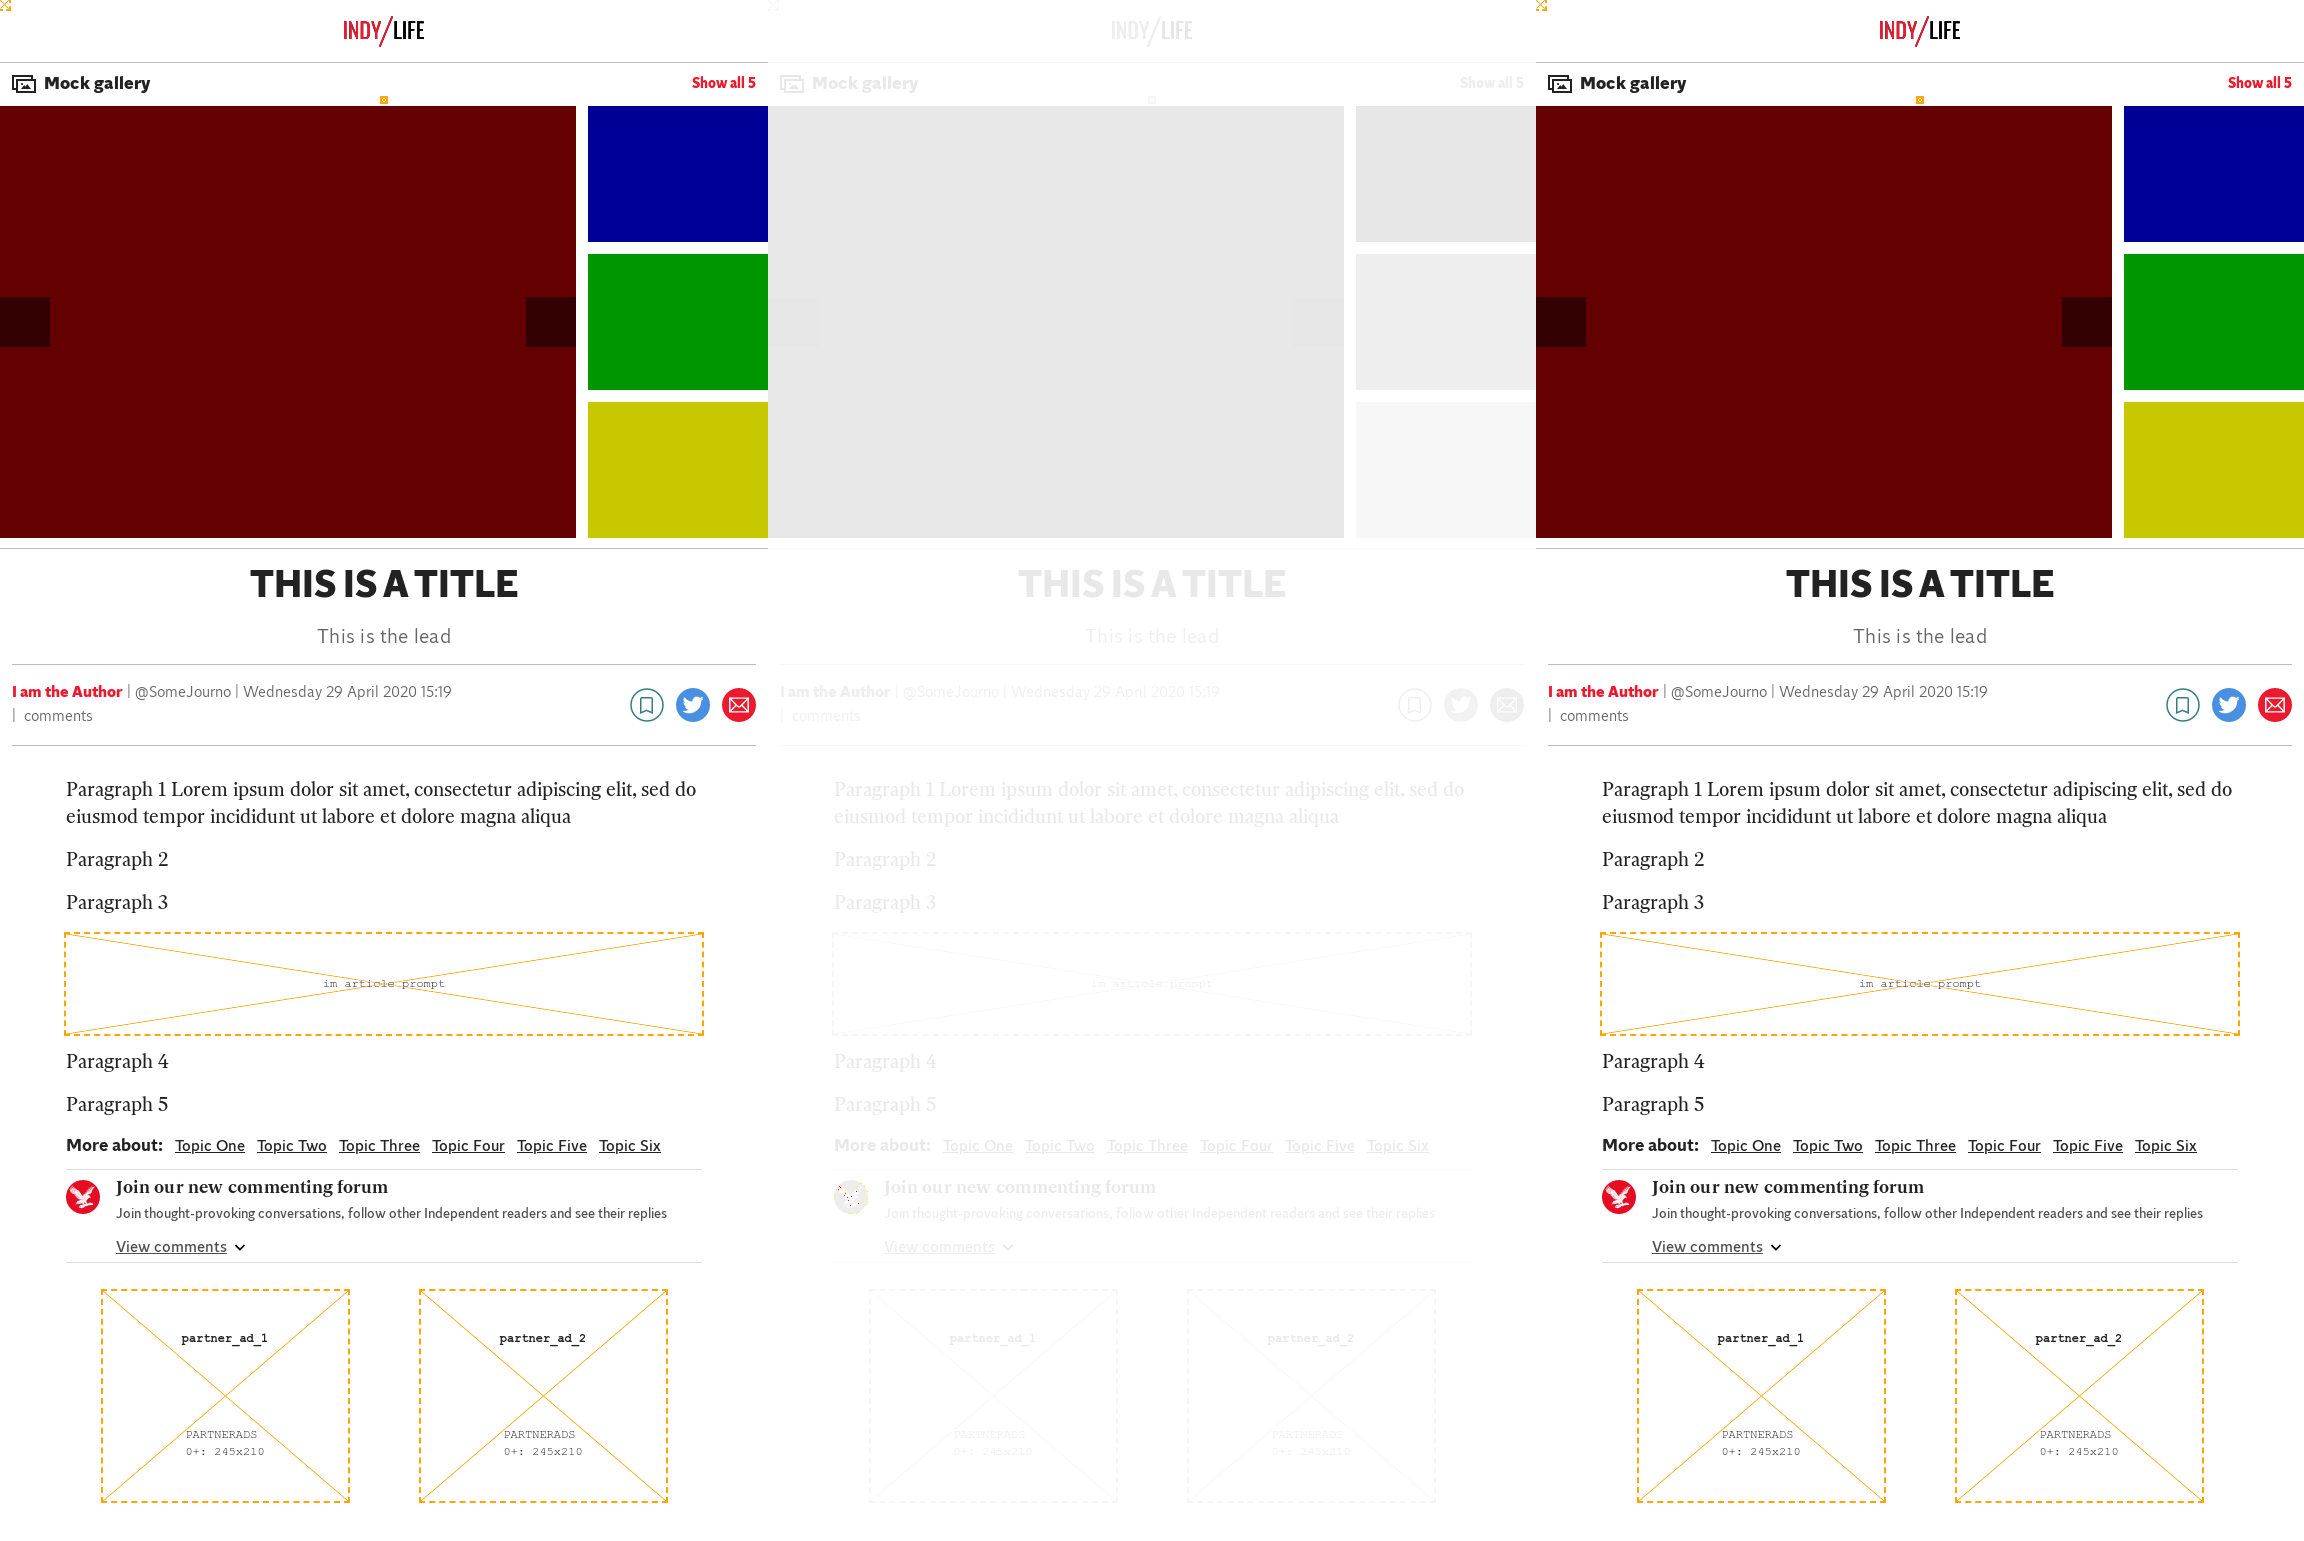 INDY/LIFE
Mock gallery
Show all 5
THIS IS A TITLE
This is the lead
I am the Author | @SomeJourno | Wednesday 29 April 2020 15:19
| comments
Paragraph 1 Lorem ipsum dolor sit amet, consectetur adipiscing elit, sed do
eiusmod tempor incididunt ut labore et dolore magna aliqua
Paragraph 2
Paragraph 3
im article prompt
Paragraph 4
Paragraph 5
More about: Topic One Topic Two Topic Three Topic Four Topic Five Topic Six
Join our new commenting forum
Join thought-provoking conversations, follow other Independent readers and see their replies
View comments
partner_ad_1
PARTNERADS
0+: 245x210
partner_ad_2
PARTNERADS
0+: 245x210
INDY/LIFE
Mock gallery
Show all 5
THIS IS A TITLE
This is the lead
I am the Author | @SomeJourno | Wednesday 29 April 2020 15:19
| comments
Paragraph 1 Lorem ipsum dolor sit amet, consectetur adipiscing elit, sed do
eiusmod tempor incididunt ut labore et dolore magna aliqua
Paragraph 2
Paragraph 3
im article prompt
Paragraph 4
Paragraph 5
More about: Topic One Topic Two Topic Three Topic Four Topic Five Topic Six
Join our new commenting forum
Join thought-provoking conversations, follow other Independent readers and see their replies
View comments
partner_ad_1
PARTNERADS
0+: 245x210
partner_ad_2
PARTNERADS
0+: 245x210
INDY/LIFE
Mock gallery
Show all 5
THIS IS A TITLE
This is the lead
I am the Author | @SomeJourno | Wednesday 29 April 2020 15:19
| comments
Paragraph 1 Lorem ipsum dolor sit amet, consectetur adipiscing elit, sed do
eiusmod tempor incididunt ut labore et dolore magna aliqua
Paragraph 2
Paragraph 3
im article prompt
Paragraph 4
Paragraph 5
More about: Topic One Topic Two Topic Three Topic Four Topic Five Topic Six
Join our new commenting forum
Join thought-provoking conversations, follow other Independent readers and see their replies
View comments
partner_ad_1
PARTNERADS
0+: 245x210
partner_ad_2
PARTNERADS
0+: 245x210